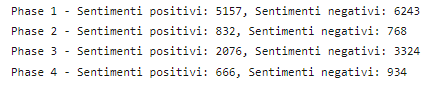 Phase 1 - Sentimenti positivi: 5157, Sentimenti negativi: 6243
Phase 2 - Sentimenti positivi: 832, Sentimenti negativi: 768
Phase 3 - Sentimenti positivi: 2076, Sentimenti negativi: 3324
Phase 4 - Sentimenti positivi: 666, Sentimenti negativi: 934